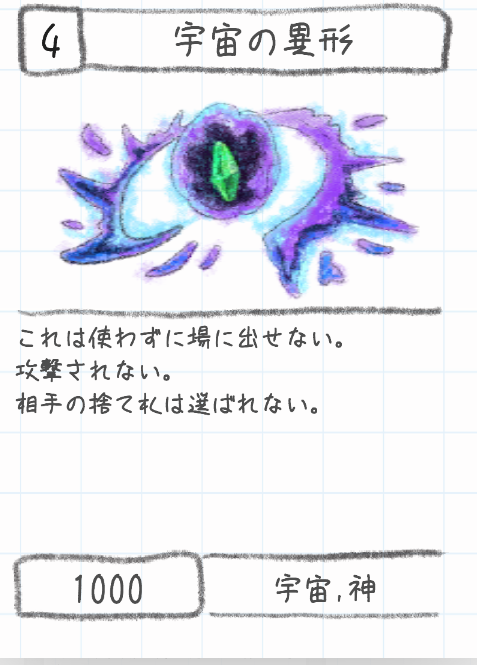 4
宇宙の異形
これは使わずに場に出せない。
攻撃されない。
相手の捨て札は選ばれない。
1000
宇宙,神